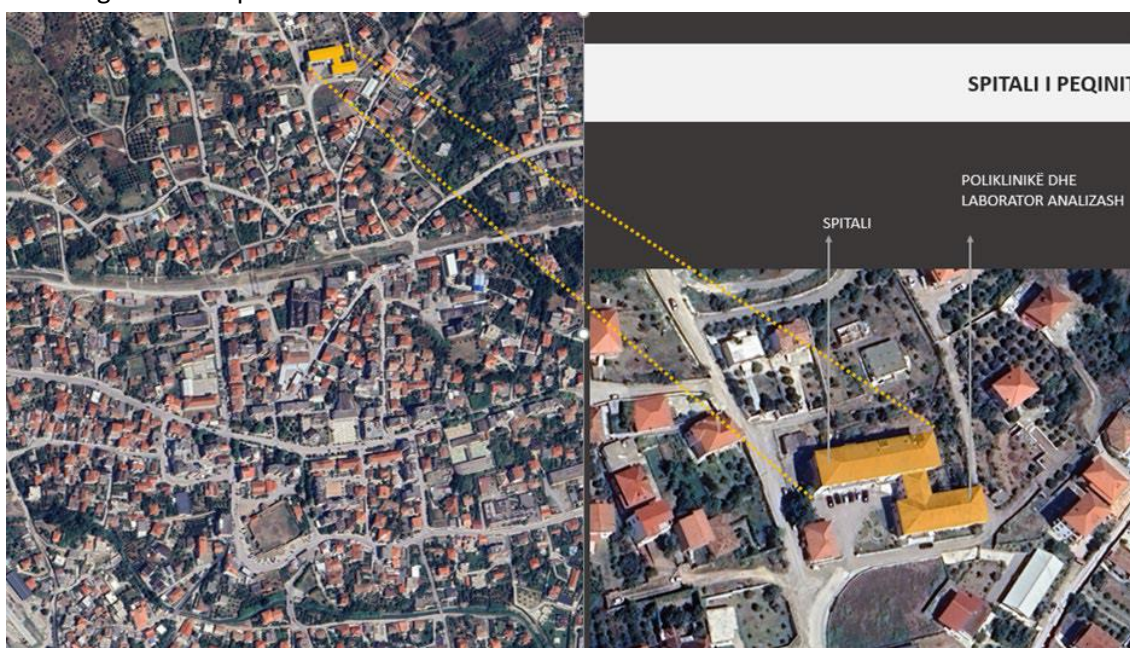 SPITALI I PEQINIT
POLIKLINIKË DHE
LABORATOR ANALIZASH
SPITALI